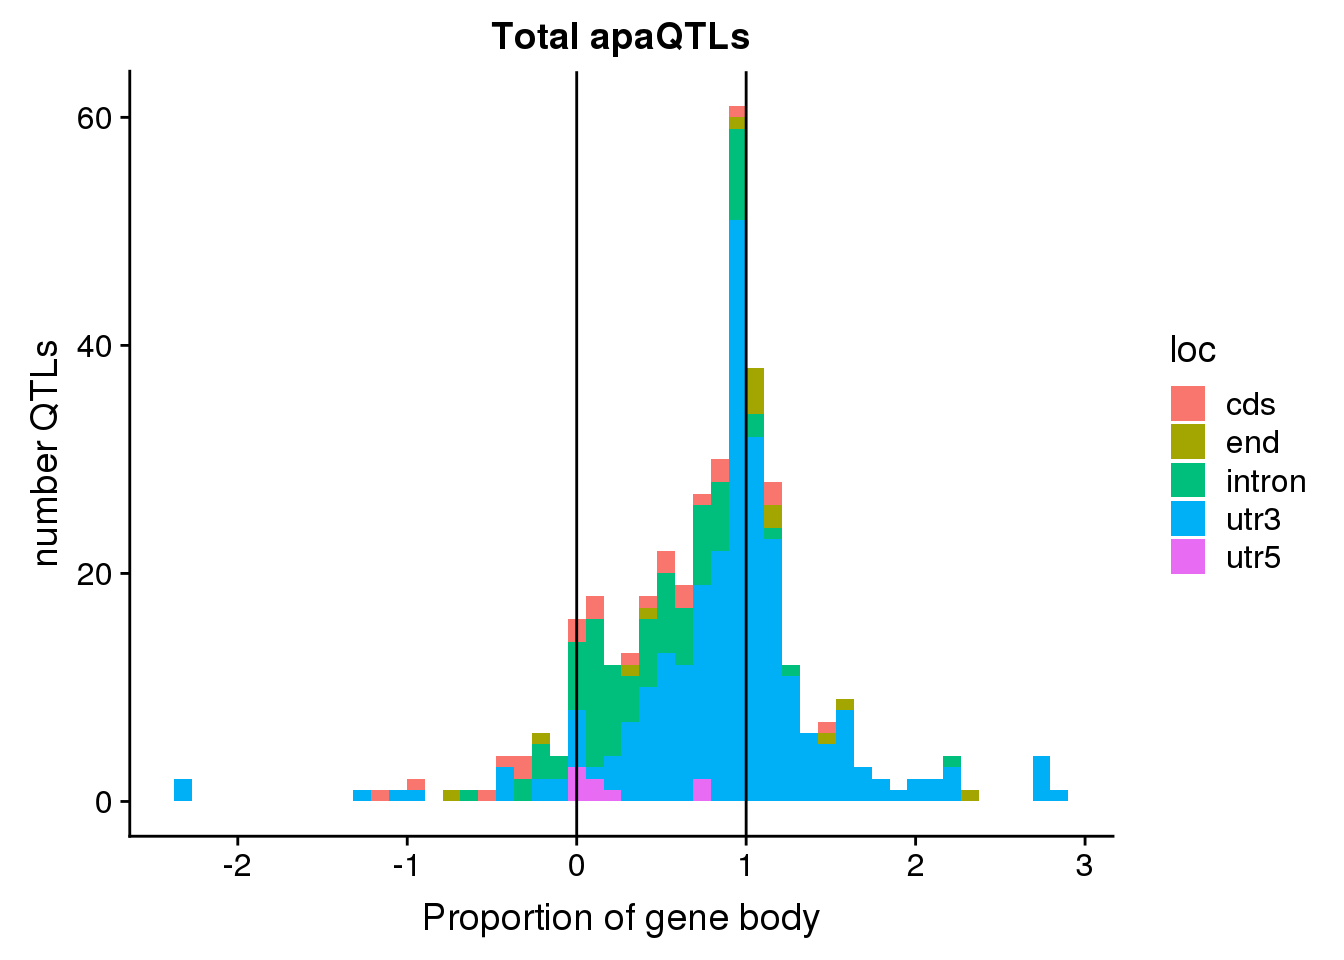 Total apaQTLs
number QTLs
60
40
20
0
-2
-1
0
1
2
3
Proportion of gene body
loc
cds
end
intron
utr3
utr5